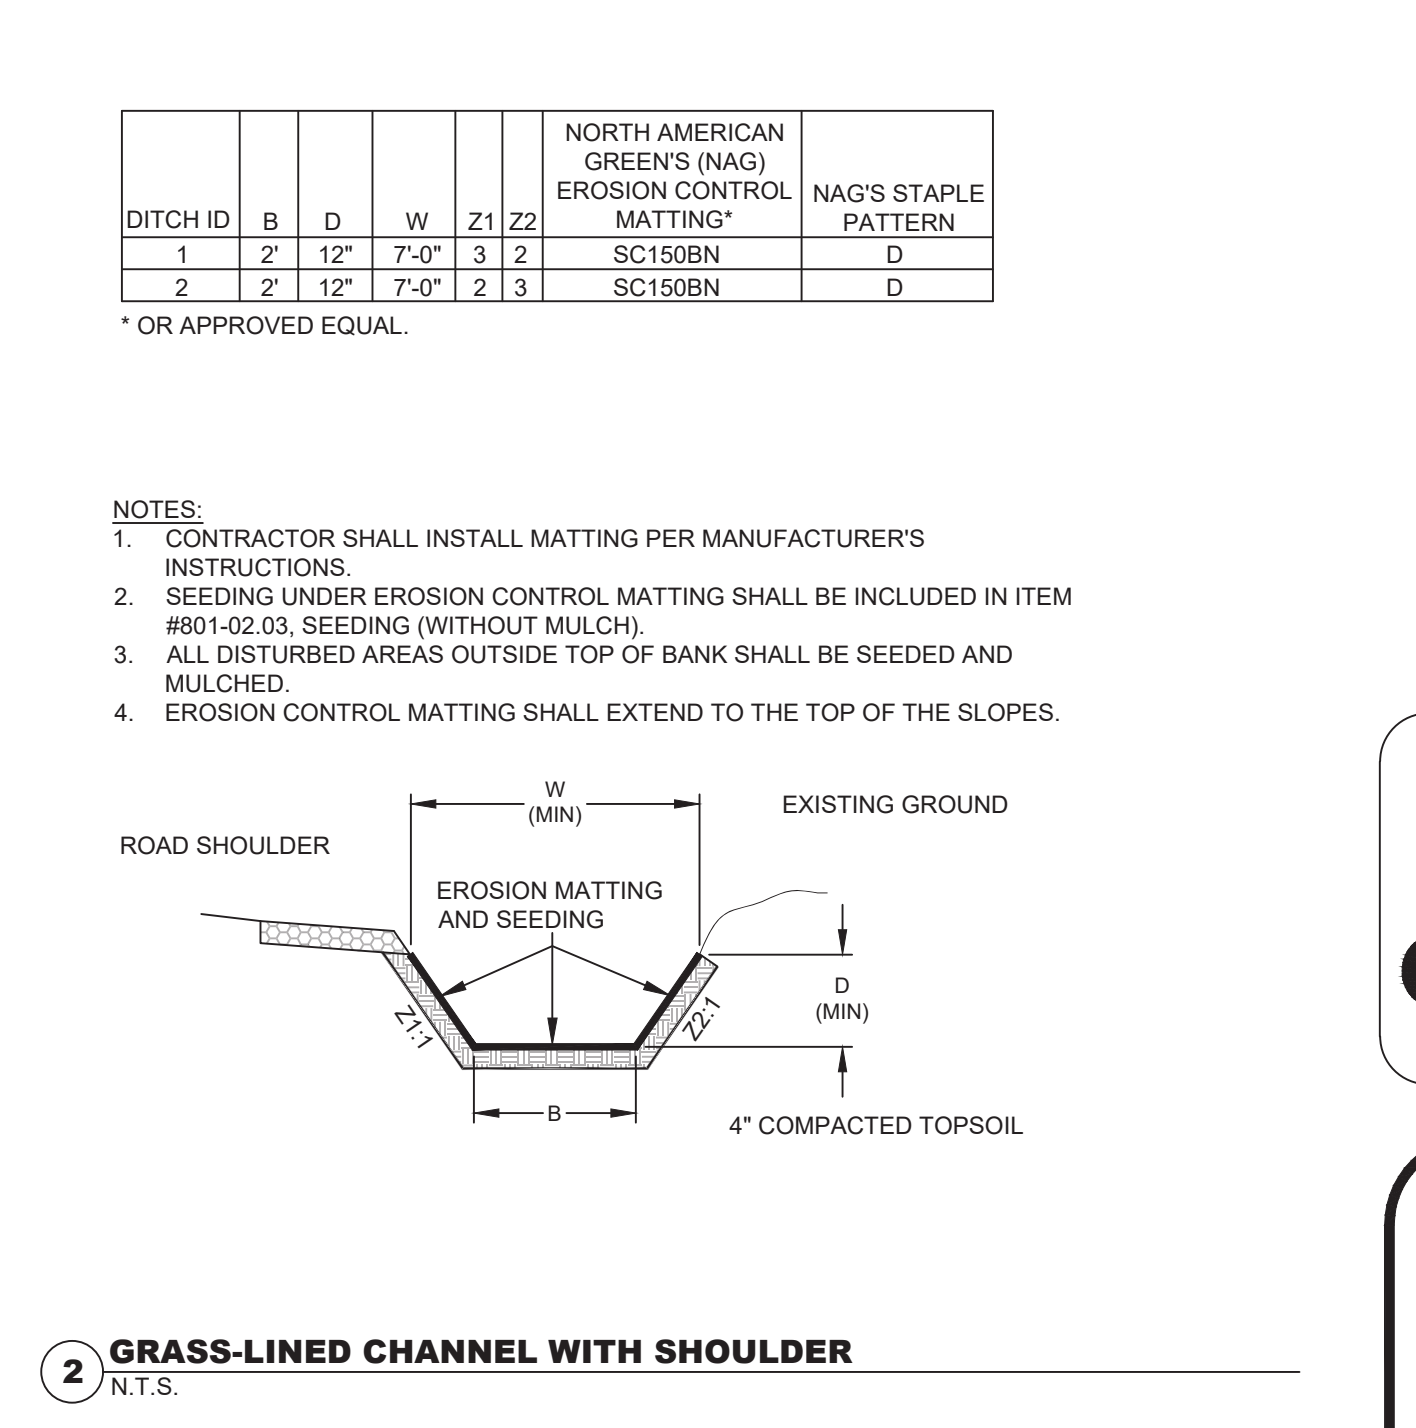 NORTH AMERICAN
GREEN'S (NAG)
EROSION CONTROL
MATTING*
NAG'S STAPLE
PATTERN
DITCH ID B D W Z1 Z2
1 2' 12" 7'-0" 3 2 SC150BN D
2 2' 12" 7'-0" 2 3 SC150BN D
* OR APPROVED EQUAL.
NOTES:
1. CONTRACTOR SHALL INSTALL MATTING PER MANUFACTURER'S
INSTRUCTIONS.
2. SEEDING UNDER EROSION CONTROL MATTING SHALL BE INCLUDED IN ITEM
#801-02.03, SEEDING (WITHOUT MULCH).
3. ALL DISTURBED AREAS OUTSIDE TOP OF BANK SHALL BE SEEDED AND
MULCHED.
4. EROSION CONTROL MATTING SHALL EXTEND TO THE TOP OF THE SLOPES.
W
(MIN)
EXISTING GROUND
ROAD SHOULDER
EROSION MATTING
AND SEEDING
Z1:1
Z2:1
D
(MIN)
B
4" COMPACTED TOPSOIL
2
GRASS-LINED CHANNEL WITH SHOULDER
N.T.S.